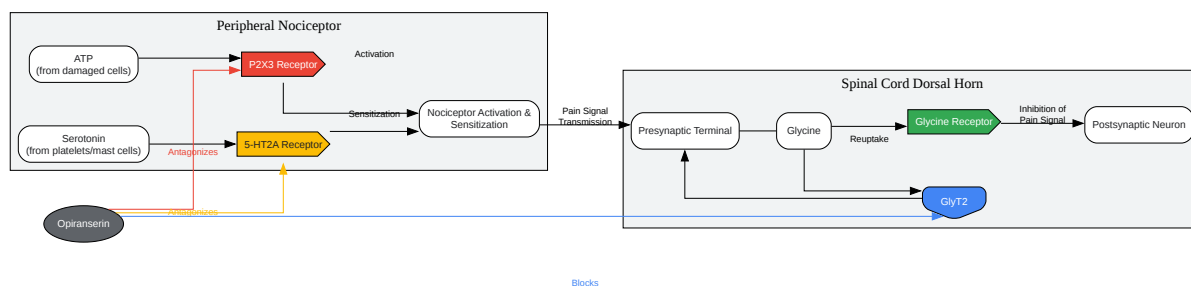 Peripheral Nociceptor
ATP
(from damaged cells)
P2X3 Receptor
Activation
Sensitization
Nociceptor Activation &
Sensitization
Serotonin
(from platelets/mast cells)
Antagonizes
5-HT2A Receptor
Antagonizes
Opiranserin
Pain Signal
Transmission
Spinal Cord Dorsal Horn
Presynaptic Terminal
Glycine
Reuptake
Glycine Receptor
Inhibition of
Pain Signal
Postsynaptic Neuron
GlyT2
Blocks